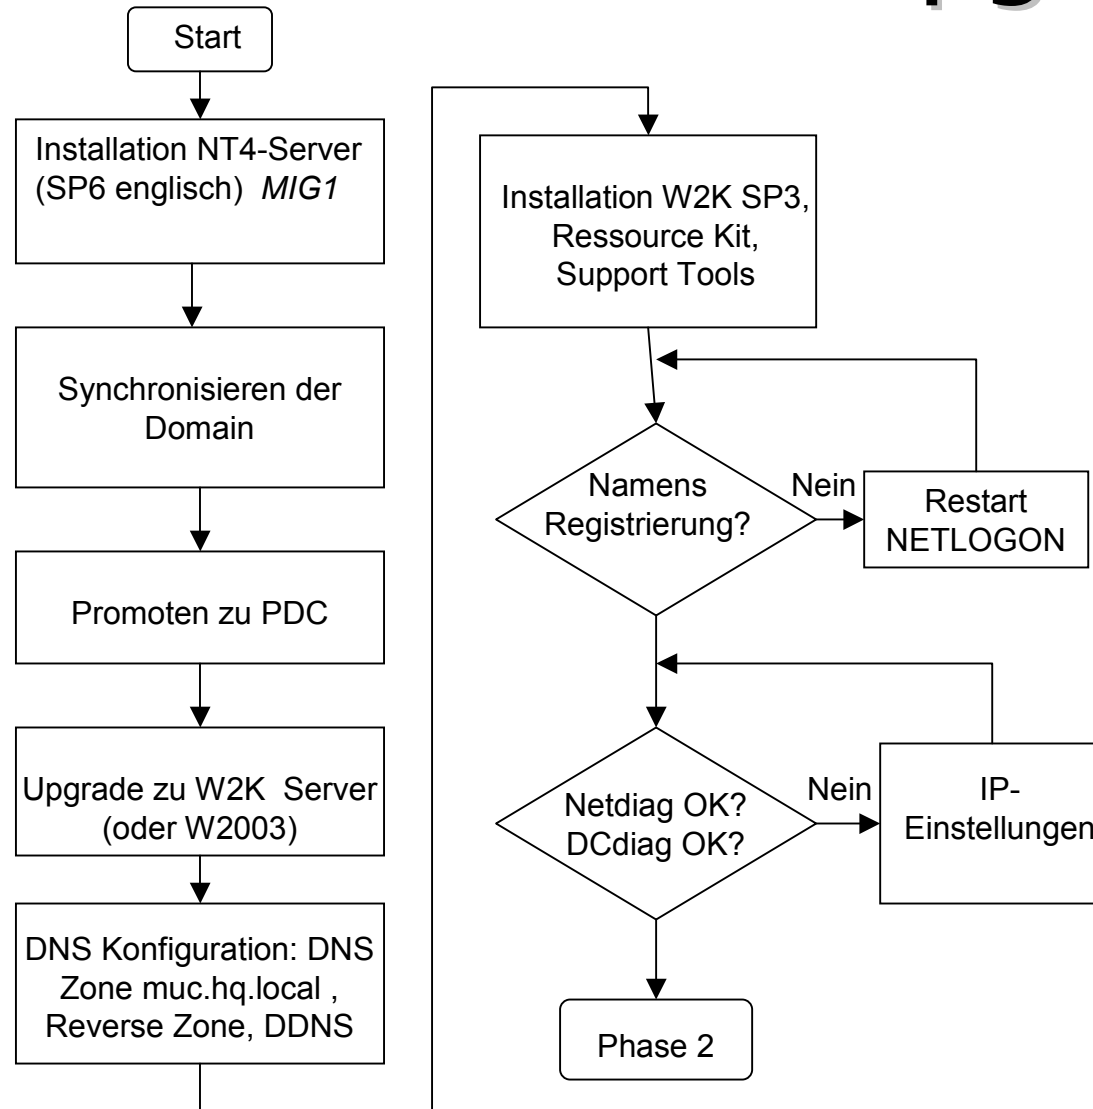 Start
Installation NT4-Server
(SP6 englisch) MIG1
Synchronisieren der
Domain
Promoten zu PDC
Upgrade zu W2K Server
(oder W2003)
DNS Konfiguration: DNS
Zone muc.hq.local ,
Reverse Zone, DDNS
Installation W2K SP3,
Ressource Kit,
Support Tools
Namens
Registrierung?
Nein
Restart
NETLOGON
Netdiag OK?
DCdiag OK?
Nein
IP-
Einstellungen
Phase 2